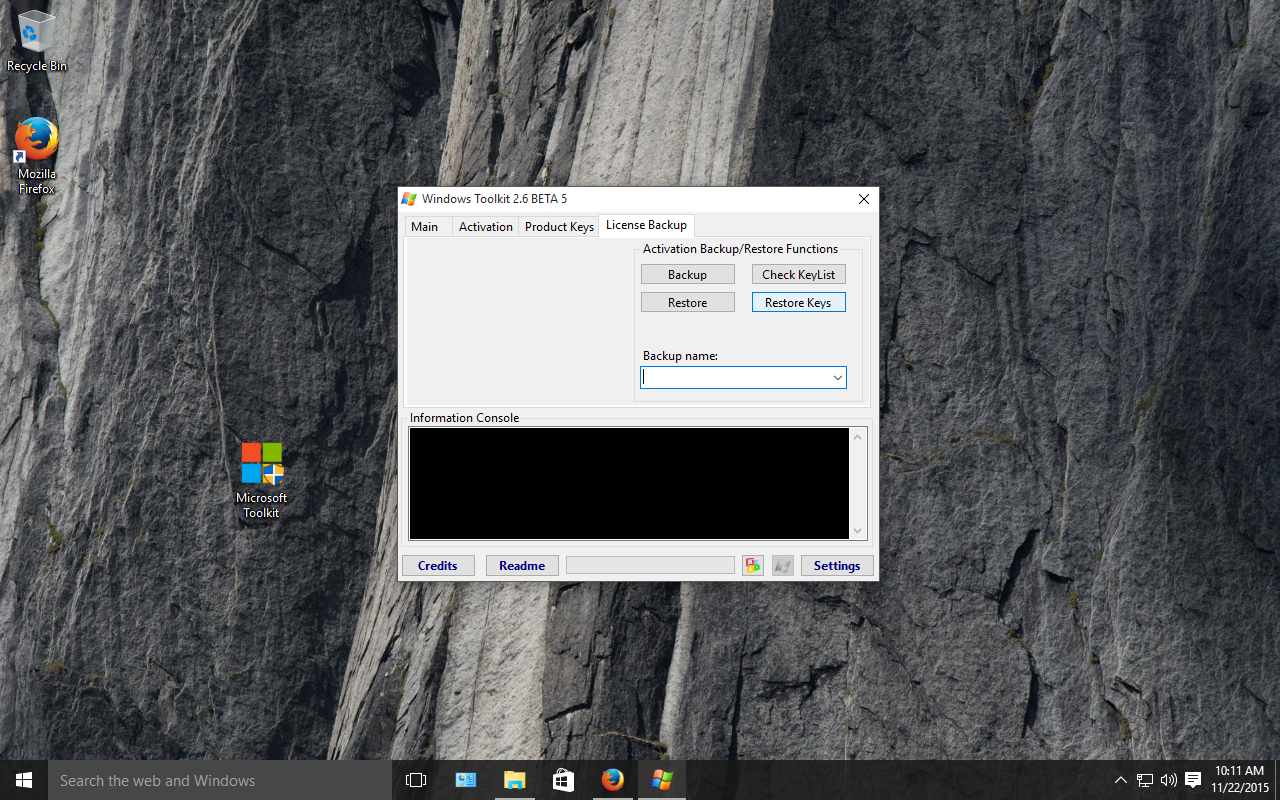 Recycle Bin
Mozilla
Firefox
Windows Toolkit 2.6 BETA 5
Main Activation Product Keys License Backup
Activation Backup/Restore Functions
Backup Check KeyList
Restore Restore Keys
Backup name:
Information Console
Microsoft
Toolkit
Credits Readme Settings
Search the web and Windows
10:11 AM
11/22/2015